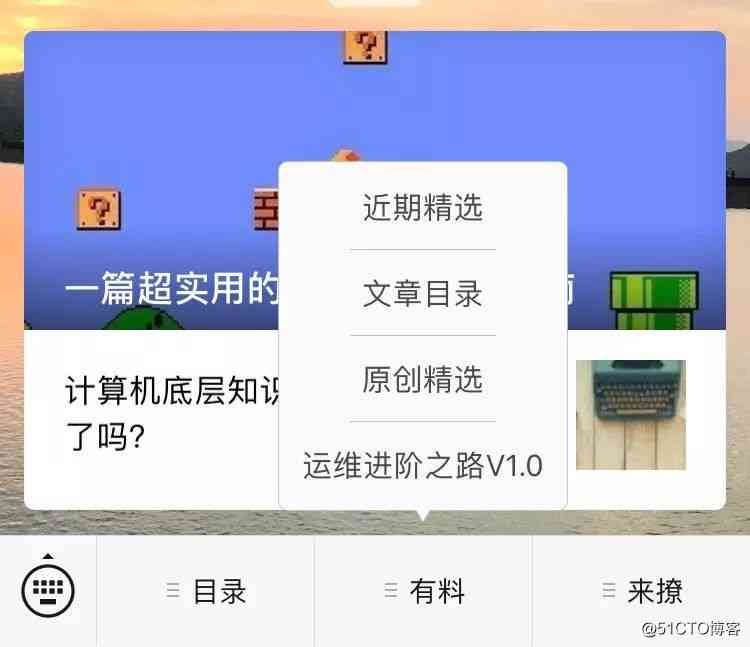 一篇超实用的
近期精选
文章目录
原创精选
运维进阶之路V1.0
计算机底层知识
了吗?
目录
有料
来撩
@51CTO博客